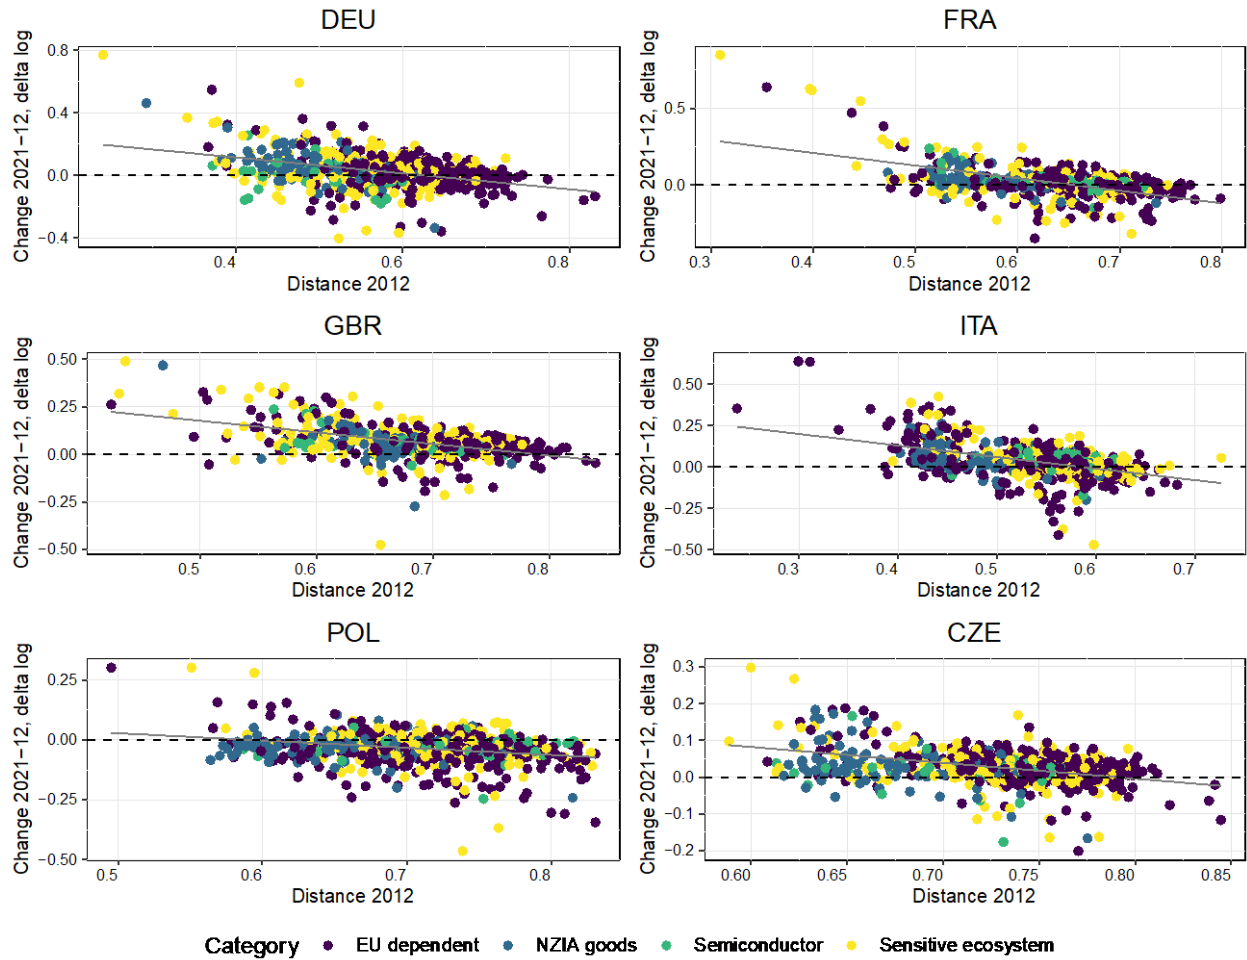 DEU
FRA
Change 2021−12, delta log
0.8
0.4
0.0
−0.4
0.4
0.6
0.8
Distance 2012
Change 2021−12, delta log
0.5
0.0
0.3
0.4
0.5
0.6
0.7
0.8
Distance 2012
GBR
ITA
Change 2021−12, delta log
0.50
0.25
0.00
−0.25
−0.50
0.5
0.6
0.7
0.8
Distance 2012
Change 2021−12, delta log
0.50
0.25
0.00
−0.25
−0.50
0.3
0.4
0.5
0.6
0.7
Distance 2012
POL
CZE
Change 2021−12, delta log
0.25
0.00
−0.25
−0.50
0.5
0.6
0.7
0.8
Distance 2012
Change 2021−12, delta log
0.3
0.2
0.1
0.0
−0.1
−0.2
0.60
0.65
0.70
0.75
0.80
0.85
Distance 2012
Category EU dependent NZIA goods Semiconductor Sensitive ecosystem